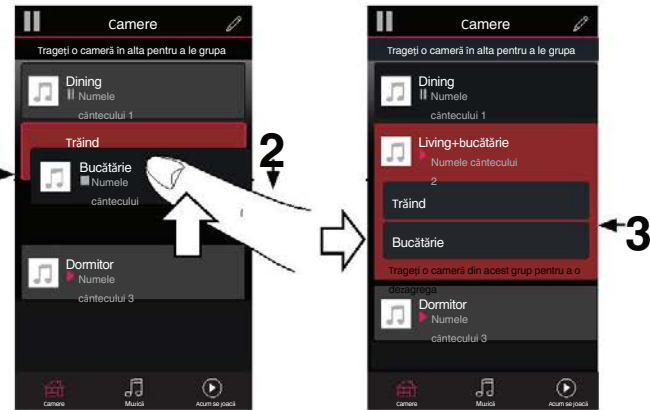 Camere
Trageți o cameră în alta pentru a le grupa
Dining
Numele
cântecului 1
Trăind
Bucătărie
Numele
cântecului
Dormitor
Numele
cântecului 3
Camere
Muzică
Acum se joacă
2
Camere
Trageți o cameră în alta pentru a le grupa
Dining
Numele
cântecului 1
Living+bucătărie
Numele cântecului
2
Trăind
Bucătărie
Trageți o cameră din acest grup pentru a o
dezagrega
Dormitor
Numele
cântecului 3
Camere
Muzică
Acum se joacă
3